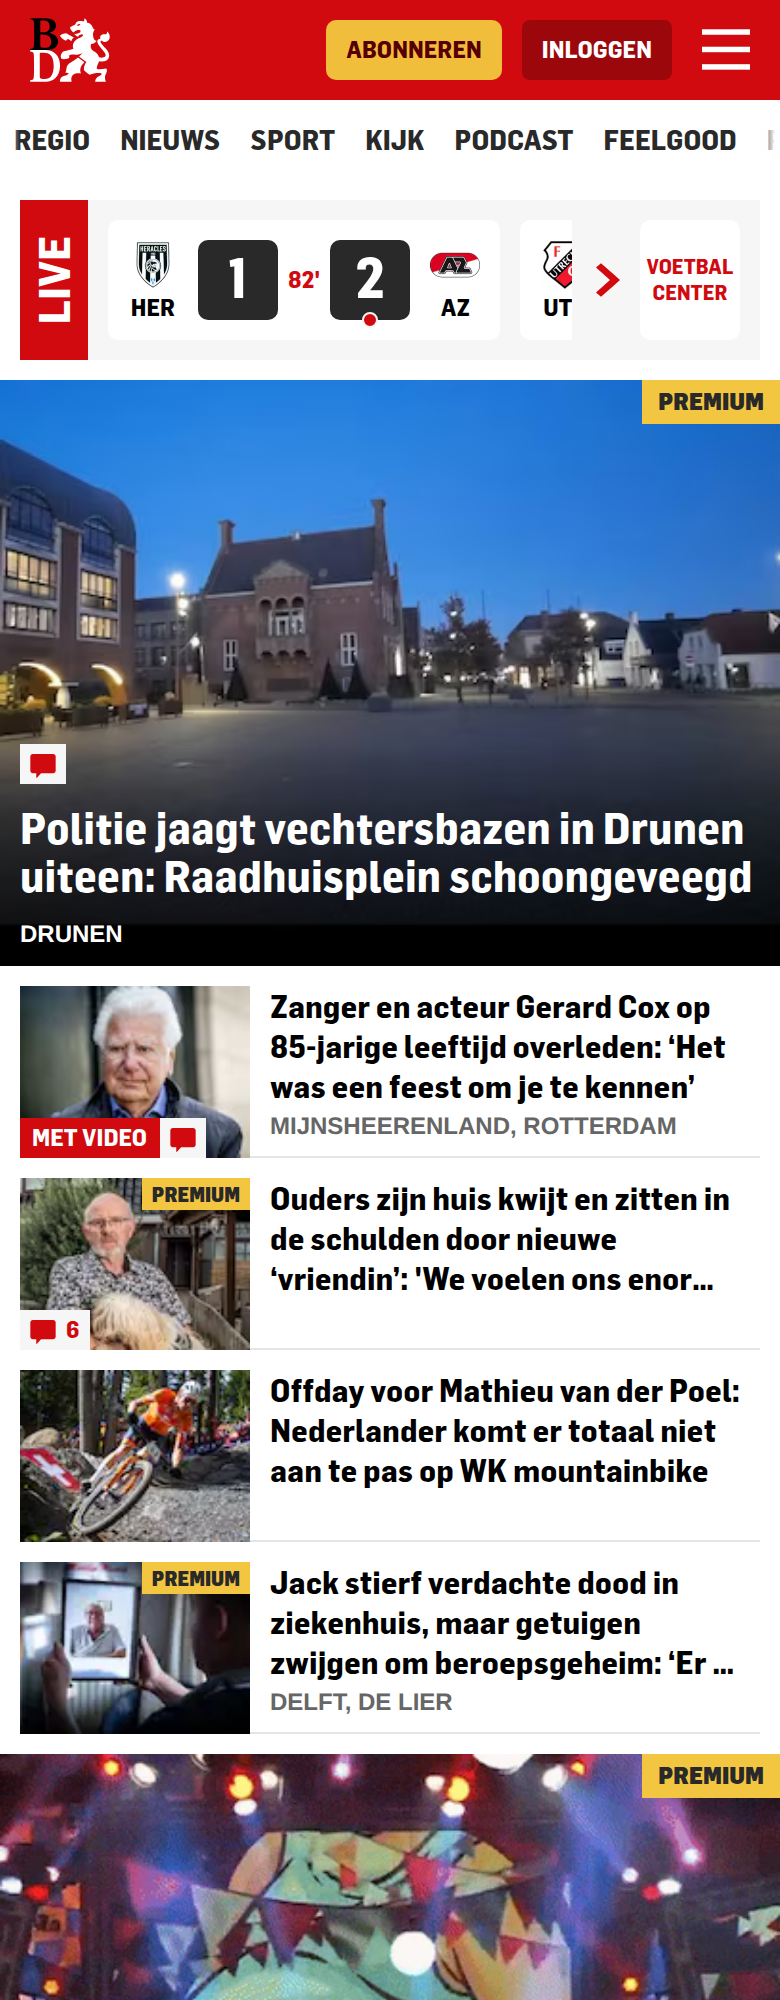 B
D
ABONNEREN
INLOGGEN
REGIO NIEUWS SPORT KIJK PODCAST FEELGOOD
LIVE
HERACLES
HER
1
82'
2
AZ
AZ
F
UTREC
UT
VOETBAL
CENTER
PREMIUM
Politie jaagt vechtersbazen in Drunen
uiteen: Raadhuisplein schoongeveegd
DRUNEN
Zanger en acteur Gerard Cox op
85-jarige leeftijd overleden: ‘Het
was een feest om je te kennen’
MIJNSHEERENLAND, ROTTERDAM
MET VIDEO
PREMIUM
Ouders zijn huis kwijt en zitten in
de schulden door nieuwe
‘vriendin’: 'We voelen ons enor...
6
Offday voor Mathieu van der Poel:
Nederlander komt er totaal niet
aan te pas op WK mountainbike
PREMIUM
Jack stierf verdachte dood in
ziekenhuis, maar getuigen
zwijgen om beroepsgeheim: ‘Er ...
DELFT, DE LIER
PREMIUM